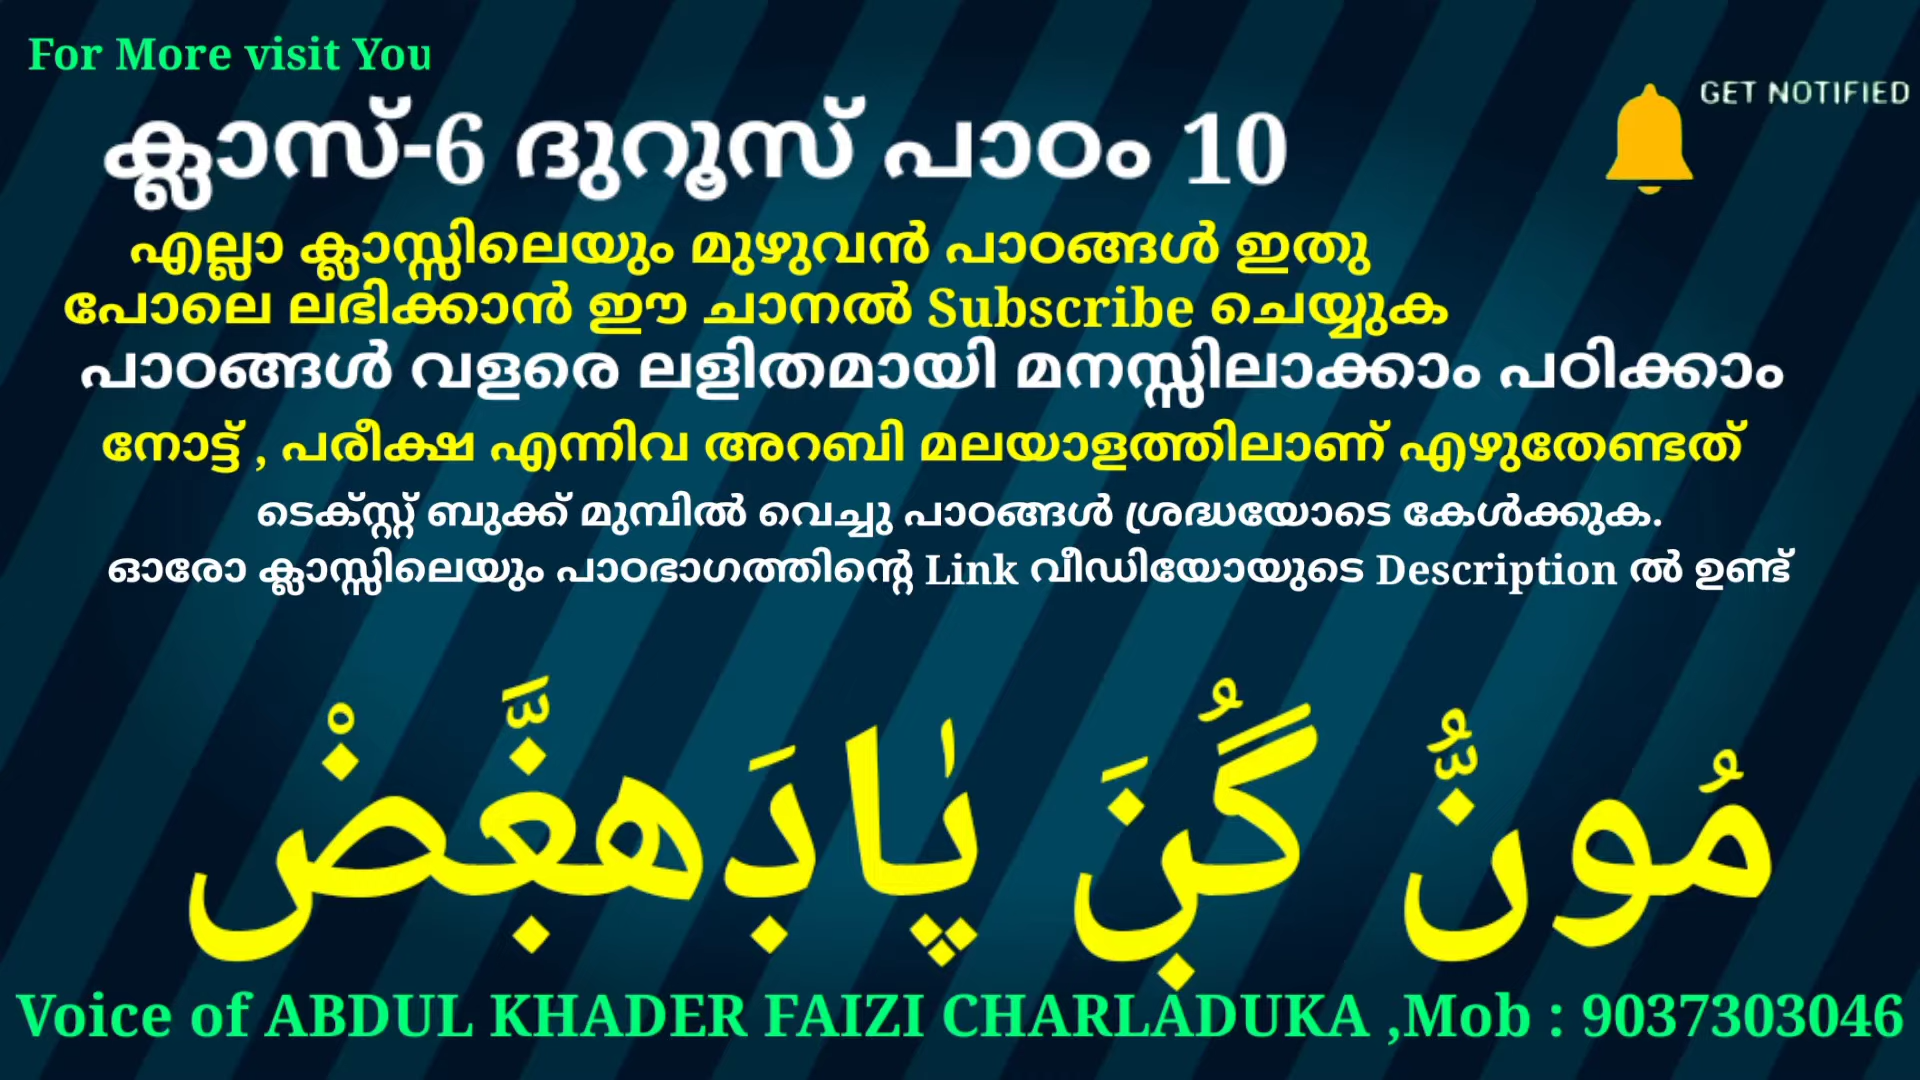 For More visit You
GET NOTIFIED
ക്ലാസ്-6 ദുറൂസ് പാഠം 10
എല്ലാ ക്ലാസ്സിലെയും മുഴുവൻ പാഠങ്ങൾ ഇതു
പോലെ ലഭിക്കാൻ ഈ ചാനൽ Subscribe ചെയ്യുക
പാഠങ്ങൾ വളരെ ലളിതമായി മനസ്സിലാക്കാം പഠിക്കാം
നോട്ട് , പരീക്ഷ എന്നിവ അറബി മലയാളത്തിലാണ് എഴുതേണ്ടത്
ടെക്സ്റ്റ് ബുക്ക് മുമ്പിൽ വെച്ചു പാഠങ്ങൾ ശ്രദ്ധയോടെ കേൾക്കുക.
ഓരോ ക്ലാസ്സിലെയും പാഠഭാഗത്തിന്റെ Link വീഡിയോയുടെ Description ൽ ഉണ്ട്
مُونُّ گُنَ پٰادَهغَّضْ
Voice of ABDUL KHADER FAIZI CHARLADUKA ,Mob : 9037303046